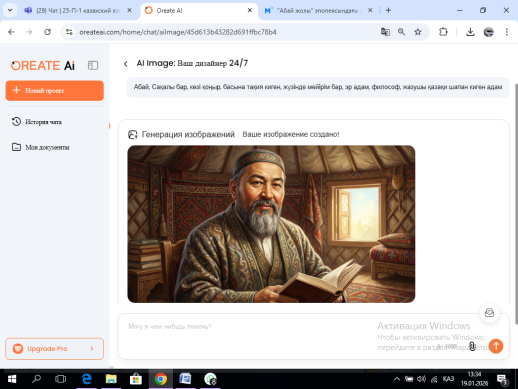 (29) Чат | 25-П-1 казахский язы
Oreate AI
"Абай жолы" эпопеясындағы
oreateai.com/home/chat/aiImage/45d613b43282d691ffbc78b4
OREATE Ai
AI Image: Ваш дизайнер 24/7
+ Новый проект
Абай, Сақалы бар, көзі қоңыр, басына тақия киген, жүзінде мейірім бар, эр адам, философ, жазушы қазақи шапан киген адам
История чата
Генерация изображений | Ваше изображение создано!
Мои документы
Могу я чем-нибудь помочь?
Активация Windows
Чтобы активировать Windows,
перейдите в раздел
Upgrade Pro
ҚАЗ
13:34
19.01.2026